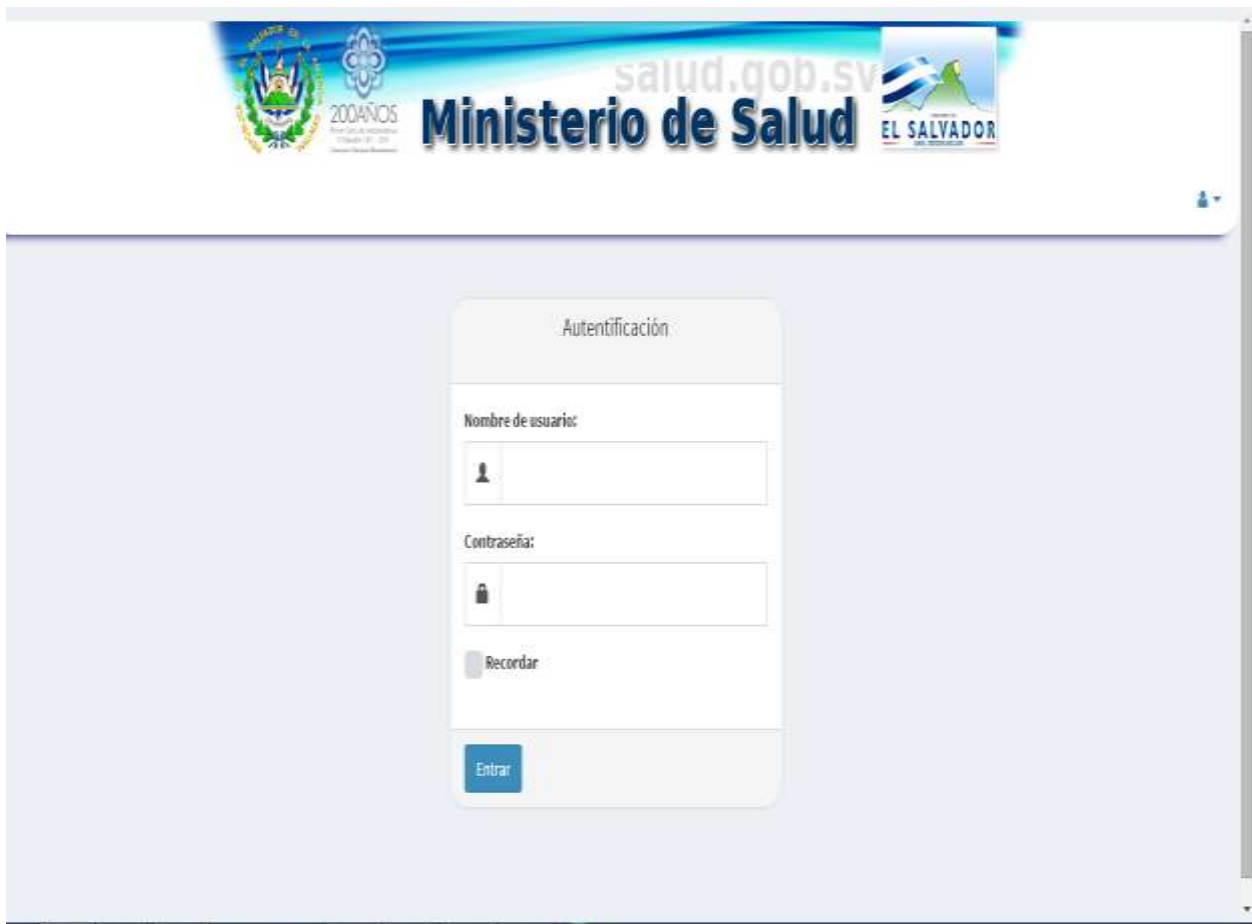 salud.gob.sv
200AÑOS
Ministerio de Salud
EL SALVADOR
Autentificación
Nombre de usuario:
Contraseña:
Recordar
Entrar